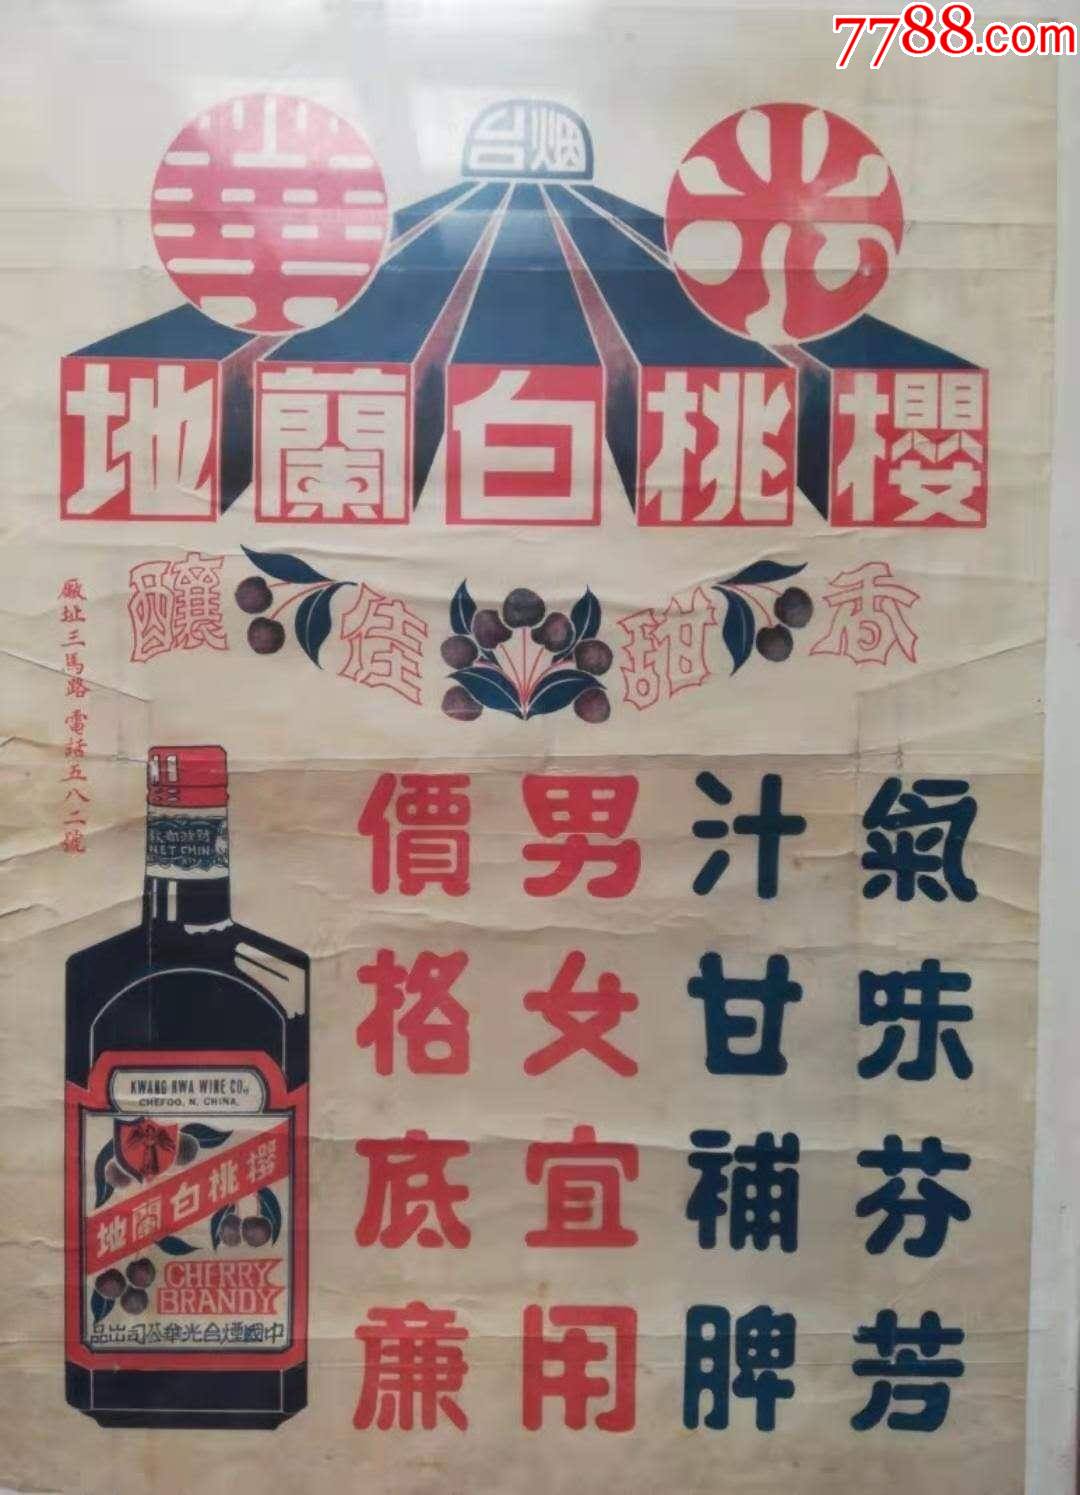 7788.com
烟台
光華
櫻桃白蘭地
香甜佳釀
廠址三馬路 電話五八二號
氣味芬芳
汁甘補脾
男女宜用
價格底廉
NET CHIN
KWANG HWA WINE CO.,
CHEFOO, N. CHINA.
櫻桃白蘭地
CHERRY
BRANDY
中國煙台光華公司出品